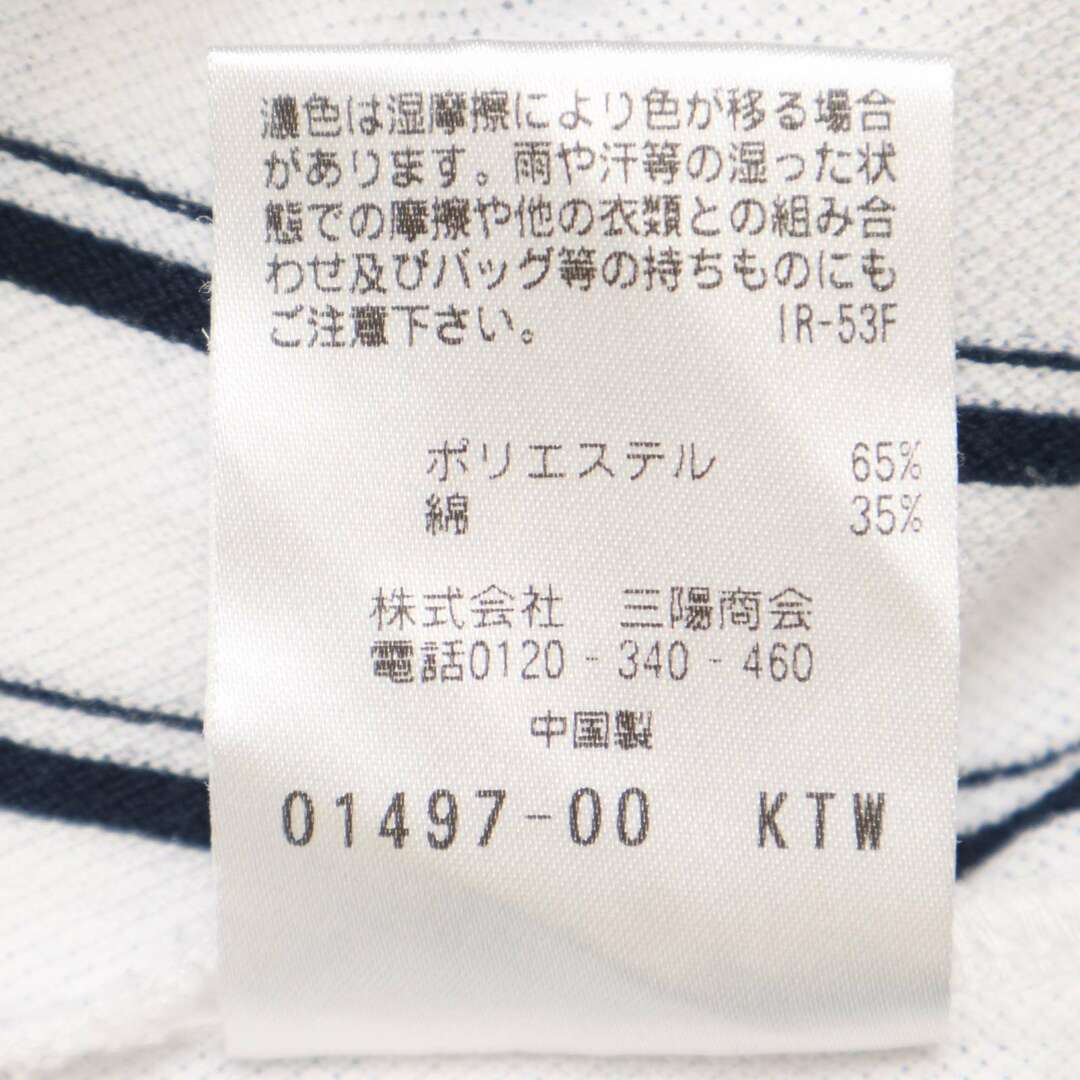 濃色は湿摩擦により色が移る場合
があります。雨や汗等の湿った状
態での摩擦や他の衣類との組み合
わせ及びバッグ等の持ちものにも
ご注意下さい。 IR-53F
ポリエステル 65%
綿 35%
株式会社 三陽商会
電話0120-340-460
中国製
01497-00 KTW